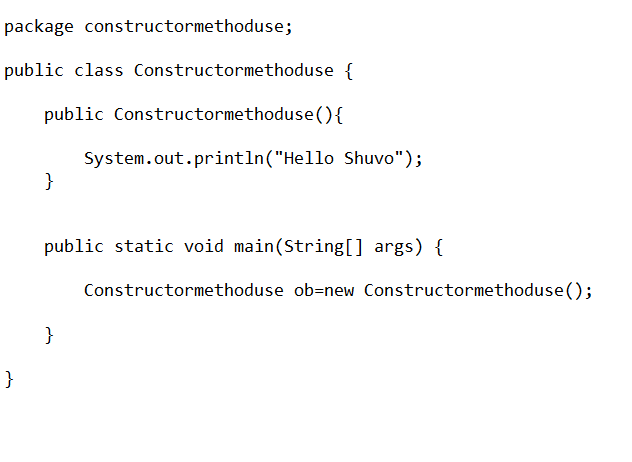 package constructormethoduse;
public class Constructormethoduse {
public Constructormethoduse(){
System.out.println("Hello Shuvo");
}
public static void main(String[] args) {
Constructormethoduse ob=new Constructormethoduse();
}
}